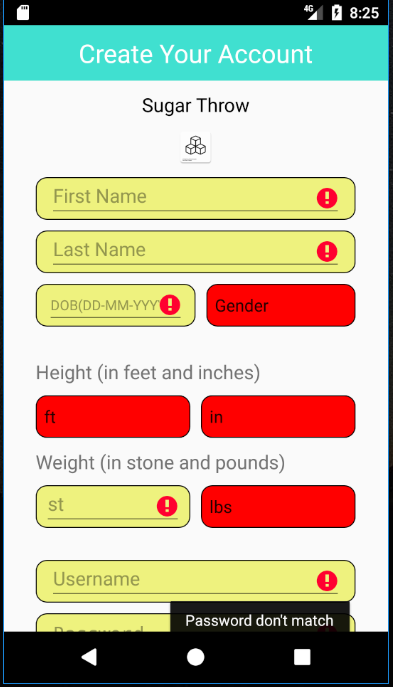 4G 8:25
Create Your Account
Sugar Throw
First Name
Last Name
DOB(DD-MM-YYY
Gender
Height (in feet and inches)
ft
in
Weight (in stone and pounds)
st
lbs
Username
Password
Password don't match